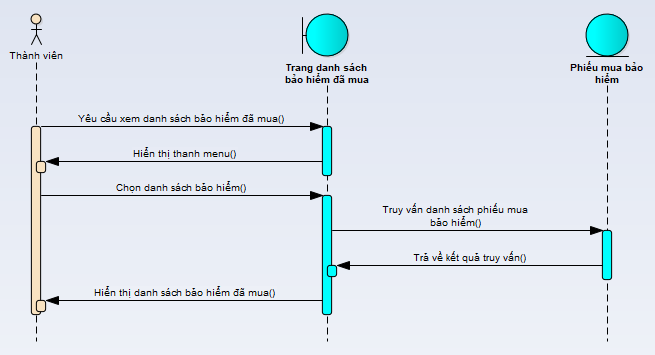 Thành viên
Trang danh sách
bảo hiểm đã mua
Phiếu mua bảo
hiểm
Yêu cầu xem danh sách bảo hiểm đã mua()
Hiển thị thanh menu()
Chọn danh sách bảo hiểm()
Truy vấn danh sách phiếu mua
bảo hiểm()
Trả về kết quả truy vấn()
Hiển thị danh sách bảo hiểm đã mua()